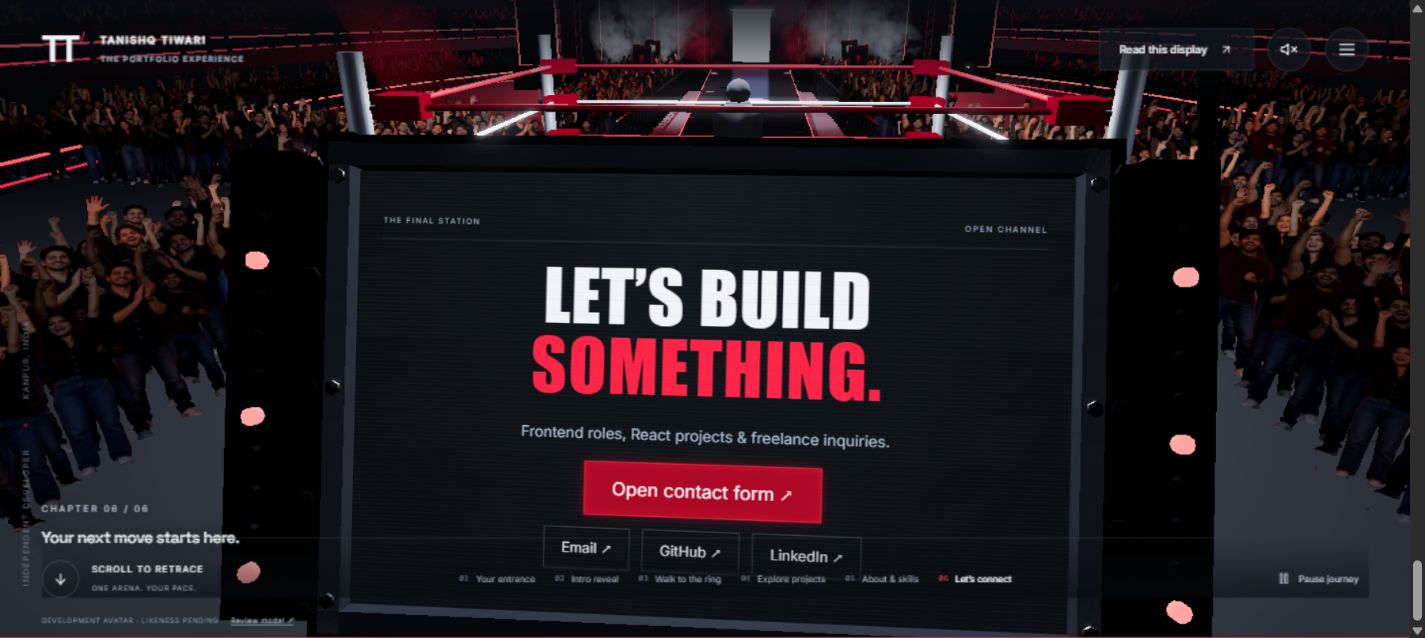 TT
TANISHQ TIWARI
THE PORTFOLIO EXPERIENCE
Read this display ↗
THE FINAL STATION
OPEN CHANNEL
LET'S BUILD
SOMETHING.
Frontend roles, React projects & freelance inquiries.
Open contact form ↗
Email ↗
GitHub ↗
LinkedIn ↗
INDEPENDENT DEVELOPER • KANPUR, INDIA
CHAPTER 06 / 06
Your next move starts here.
SCROLL TO RETRACE
ONE ARENA. YOUR PACE.
01 Your entrance 02 Intro reveal 03 Walk to the ring 04 Explore projects 05 About & skills 06 Let's connect
Pause journey
DEVELOPMENT AVATAR · LIKENESS PENDING Review model ↗